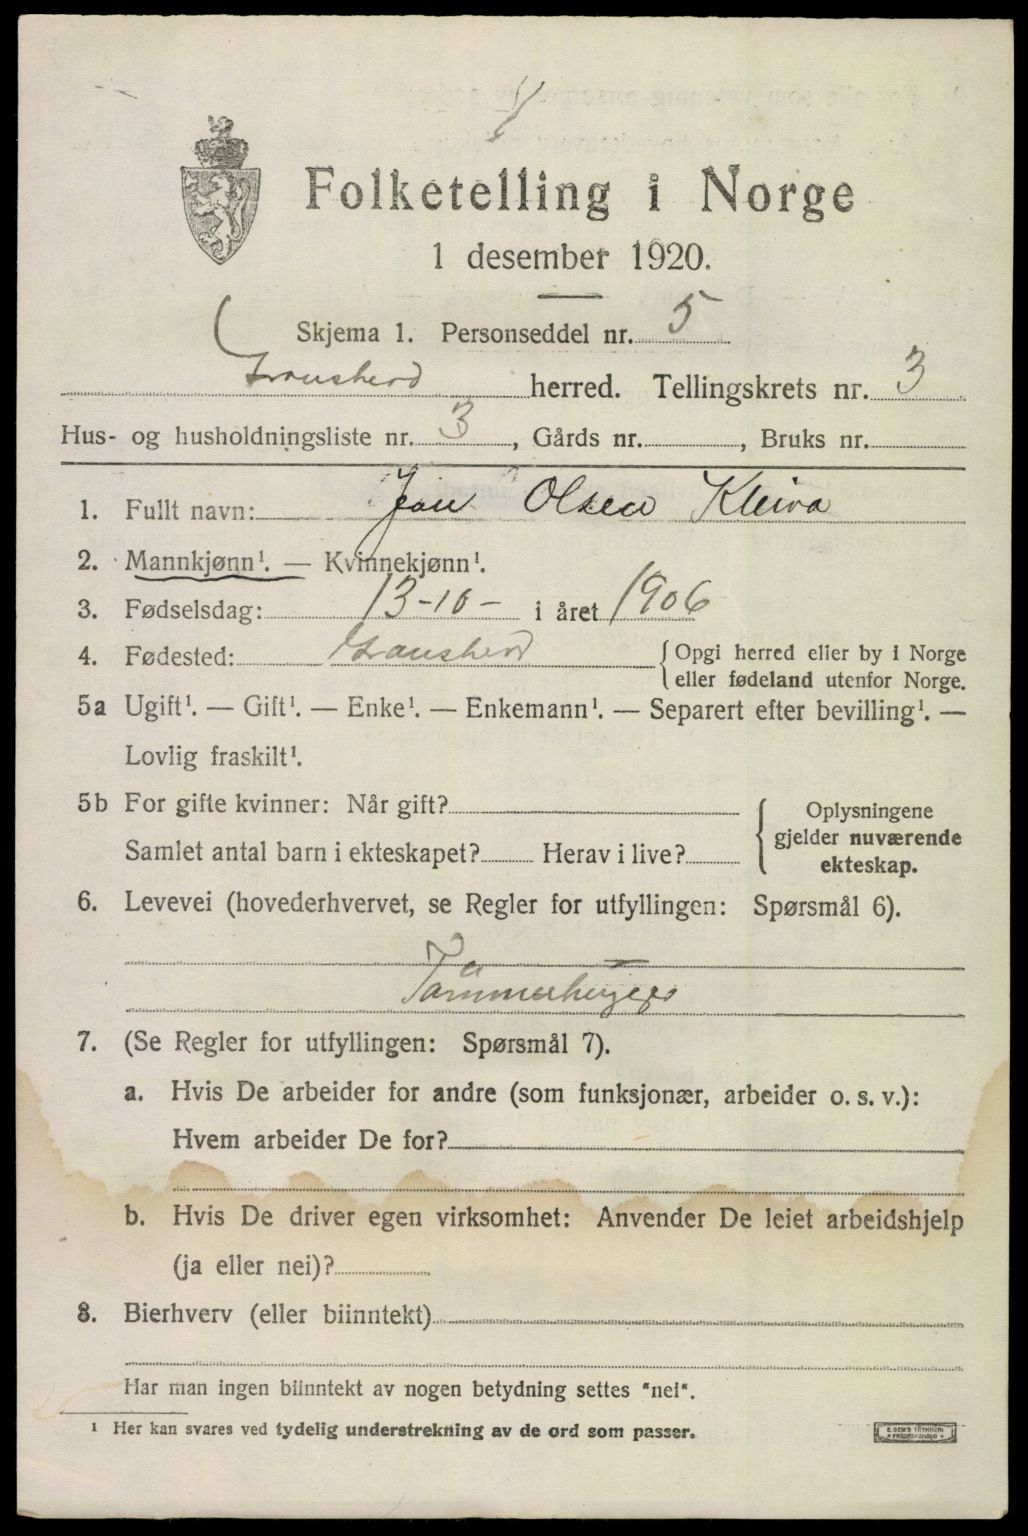 Folketelling i Norge
1 desember 1920.
Skjema 1. Personseddel nr. 5
Gransherd herred. Tellingskrets nr. 3
Hus- og husholdningsliste nr. 3, Gårds nr. , Bruks nr.
1. Fullt navn: Jon Olsen Kleiva
2. Mannkjønn¹. — Kvinnekjønn¹.
3. Fødselsdag: 13-10- i året 1906
4. Fødested: Gransherd { Opgi herred eller by i Norge
eller fødeland utenfor Norge.
5a Ugift¹. — Gift¹. — Enke¹. — Enkemann¹. — Separert efter bevilling¹. —
Lovlig fraskilt¹.
5b For gifte kvinner: Når gift?
Samlet antal barn i ekteskapet? Herav i live?
{ Oplysningene
gjelder nuværende
ekteskap.
6. Levevei (hovederhvervet, se Regler for utfyllingen: Spørsmål 6).
7. (Se Regler for utfyllingen: Spørsmål 7).
a. Hvis De arbeider for andre (som funksjonær, arbeider o. s. v.):
Hvem arbeider De for?
b. Hvis De driver egen virksomhet: Anvender De leiet arbeidshjelp
(ja eller nei)?
8. Bierhverv (eller biinntekt)
Har man ingen biinntekt av nogen betydning settes "nei".
¹ Her kan svares ved tydelig understrekning av de ord som passer.